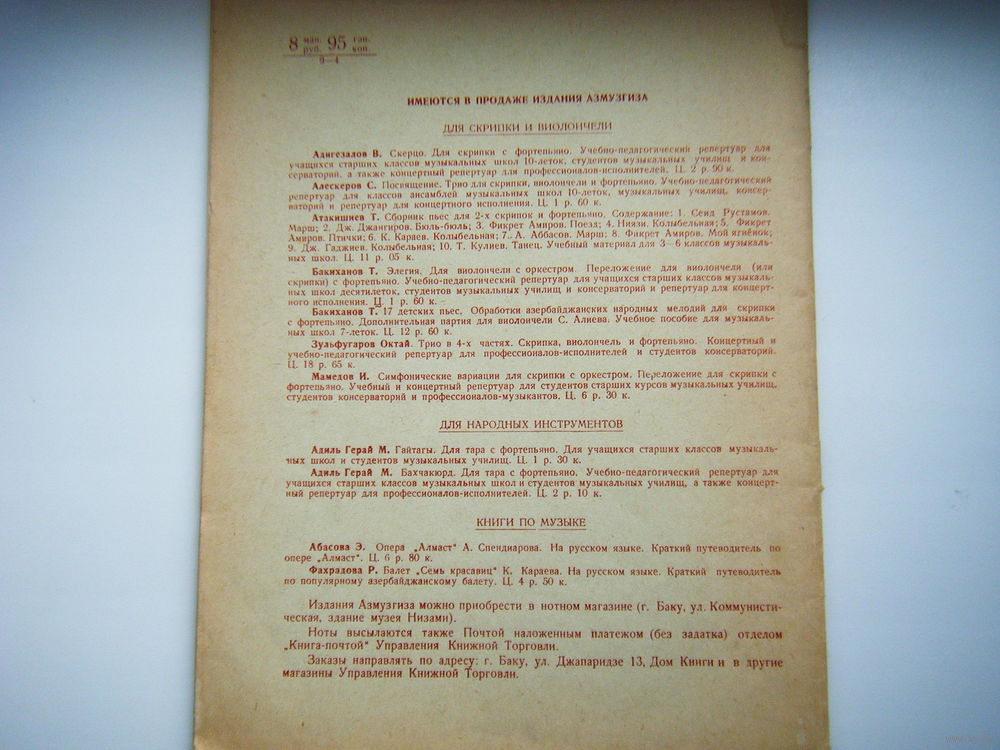 8 ман. 95 гəп.
руб. коп.
9—4
ИМЕЮТСЯ В ПРОДАЖЕ ИЗДАНИЯ АЗМУЗГИЗА
ДЛЯ СКРИПКИ И ВИОЛОНЧЕЛИ
Адигезалов В. Скерцо. Для скрипки с фортепьяно. Учебно-педагогический репертуар для
учащихся старших классов музыкальных школ 10-леток, студентов музыкальных училищ и кон-
серваторий, а также концертный репертуар для профессионалов-исполнителей. Ц. 2 р. 90 к.
Алескеров С. Посвящение. Трио для скрипки, виолончели и фортепьяно. Учебно-педагогический
репертуар для классов ансамблей музыкальных школ 10-леток, музыкальных училищ, консер-
ваторий и репертуар для концертного исполнения. Ц. 1 р. 60 к.
Атакишиев Т. Сборник пьес для 2-х скрипок и фортепьяно. Содержание: 1. Сеид Рустамов.
Марш; 2. Дж. Джангиров. Бюль-бюль; 3. Фикрет Амиров. Поезд; 4. Ниязи. Колыбельная; 5. Фикрет
Амиров. Птички; 6. К. Караев. Колыбельная; 7. А. Аббасов. Марш; 8. Фикрет Амиров. Мой ягнёнок;
9. Дж. Гаджиев. Колыбельная; 10. Т. Кулиев. Танец. Учебный материал для 3—6 классов музыкаль-
ных школ. Ц. 11 р. 05 к.
Бакиханов Т. Элегия. Для виолончели с оркестром. Переложение для виолончели (или
скрипки) с фортепьяно. Учебно-педагогический репертуар для учащихся старших классов музыкаль-
ных школ десятилеток, студентов музыкальных училищ и консерваторий и репертуар для концерт-
ного исполнения. Ц. 1 р. 60 к.
Бакиханов Т. 17 детских пьес. Обработки азербайджанских народных мелодий для скрипки
с фортепьяно. Дополнительная партия для виолончели С. Алиева. Учебное пособие для музыкаль-
ных школ 7-леток. Ц. 12 р. 60 к.
Зульфугаров Октай. Трио в 4-х частях. Скрипка, виолончель и фортепьяно. Концертный и
учебно-педагогический репертуар для профессионалов-исполнителей и студентов консерваторий.
Ц. 18 р. 65 к.
Мамедов И. Симфонические вариации для скрипки с оркестром. Переложение для скрипки с
фортепьяно. Учебный и концертный репертуар для студентов старших курсов музыкальных училищ,
студентов консерваторий и профессионалов-музыкантов. Ц. 6 р. 30 к.
ДЛЯ НАРОДНЫХ ИНСТРУМЕНТОВ
Адиль Герай М. Гайтагы. Для тара с фортепьяно. Для учащихся старших классов музыкаль-
ных школ и студентов музыкальных училищ. Ц. 1 р. 30 к.
Адиль Герай М. Бахчакюрд. Для тара с фортепьяно. Учебно-педагогический репертуар для
учащихся старших классов музыкальных школ и студентов музыкальных училищ, а также концерт-
ный репертуар для профессионалов-исполнителей. Ц. 2 р. 10 к.
КНИГИ ПО МУЗЫКЕ
Абасова Э. Опера „Алмаст“ А. Спендиарова. На русском языке. Краткий путеводитель по
опере „Алмаст“. Ц. 6 р. 80 к.
Фахрадова Р. Балет „Семь красавиц“ К. Караева. На русском языке. Краткий путеводитель
по популярному азербайджанскому балету. Ц. 4 р. 50 к.
Издания Азмузгиза можно приобрести в нотном магазине (г. Баку, ул. Коммунисти-
ческая, здание музея Низами).
Ноты высылаются также Почтой наложенным платежом (без задатка) отделом
„Книга-почтой“ Управления Книжной Торговли.
Заказы направлять по адресу: г. Баку, ул. Джапаридзе 13, Дом Книги и в другие
магазины Управления Книжной Торговли.